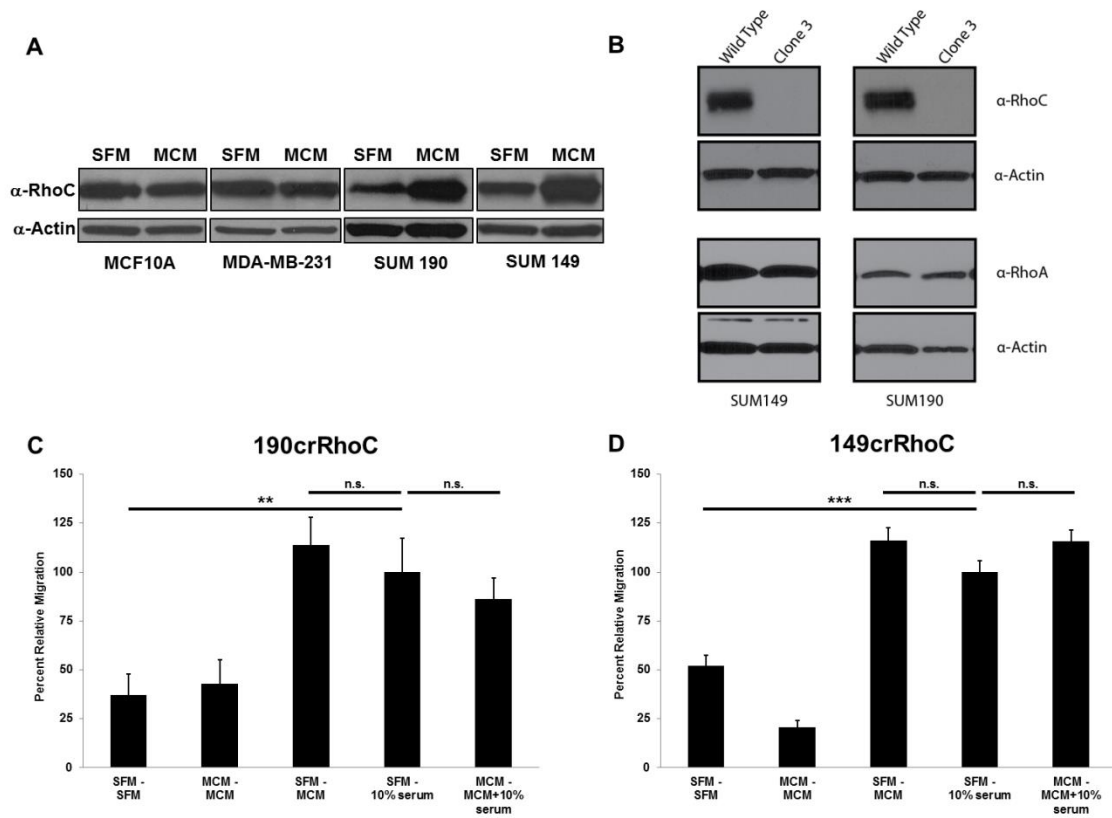 A
SFM MCM SFM MCM SFM MCM SFM MCM
α-RhoC
α-Actin
MCF10A MDA-MB-231 SUM 190 SUM 149
B
Wild Type Clone 3 Wild Type Clone 3
α-RhoC
α-Actin
α-RhoA
α-Actin
SUM149 SUM190
C
190crRhoC
Percent Relative Migration
150
125
100
75
50
25
0
**
n.s.
n.s.
SFM -
SFM
MCM -
MCM
SFM -
MCM
SFM -
10% serum
MCM -
MCM+10%
serum
D
149crRhoC
Percent Relative Migration
150
125
100
75
50
25
0
***
n.s.
n.s.
SFM -
SFM
MCM -
MCM
SFM -
MCM
SFM -
10% serum
MCM -
MCM+10%
serum